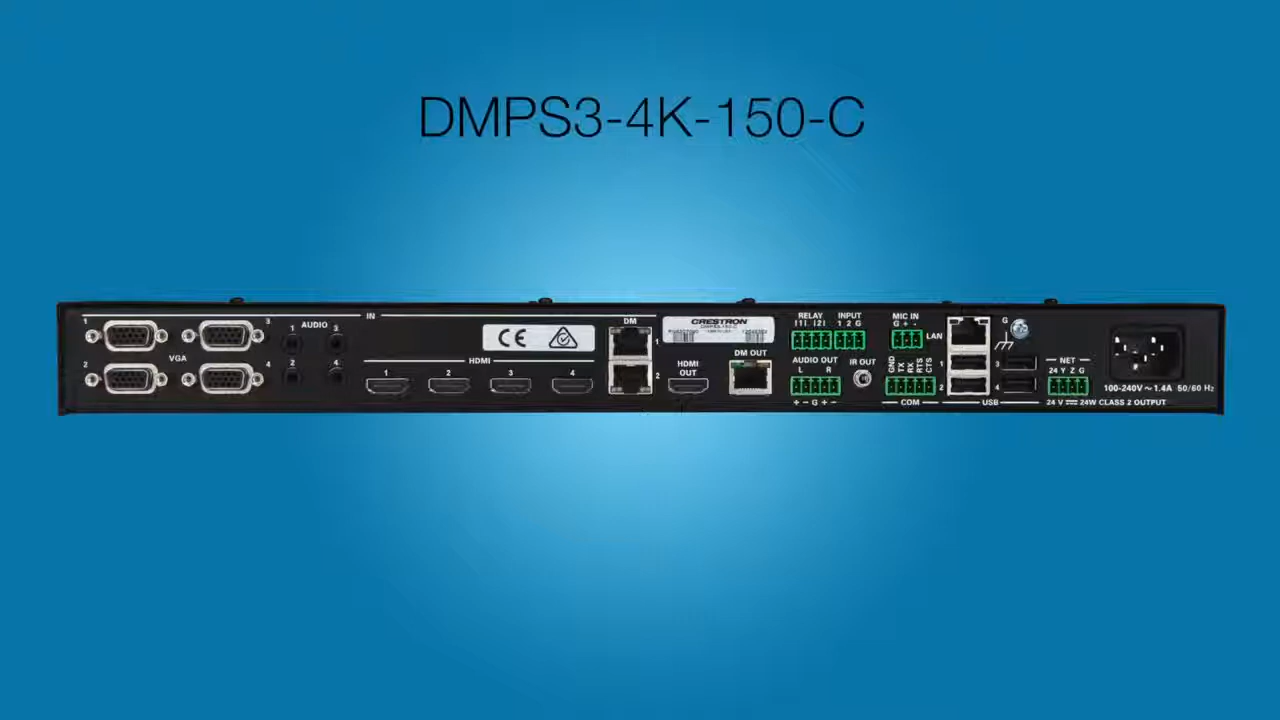 DMPS3-4K-150-C
IN
1
3
AUDIO
1 3
2 4
VGA
2
4
HDMI
1 2 3 4
CE
DM
1
2
CRESTRON
HDMI
OUT
DM OUT
RELAY
INPUT
1 2 G
AUDIO OUT
L R
+ − G + −
IR OUT
MIC IN
G + -
LAN
GND
TX
RX
RTS
CTS
COM
1
2
3
4
USB
G
NET
24 Y Z G
24 V 24W CLASS 2 OUTPUT
100-240V ~ 1.4A 50/60 Hz